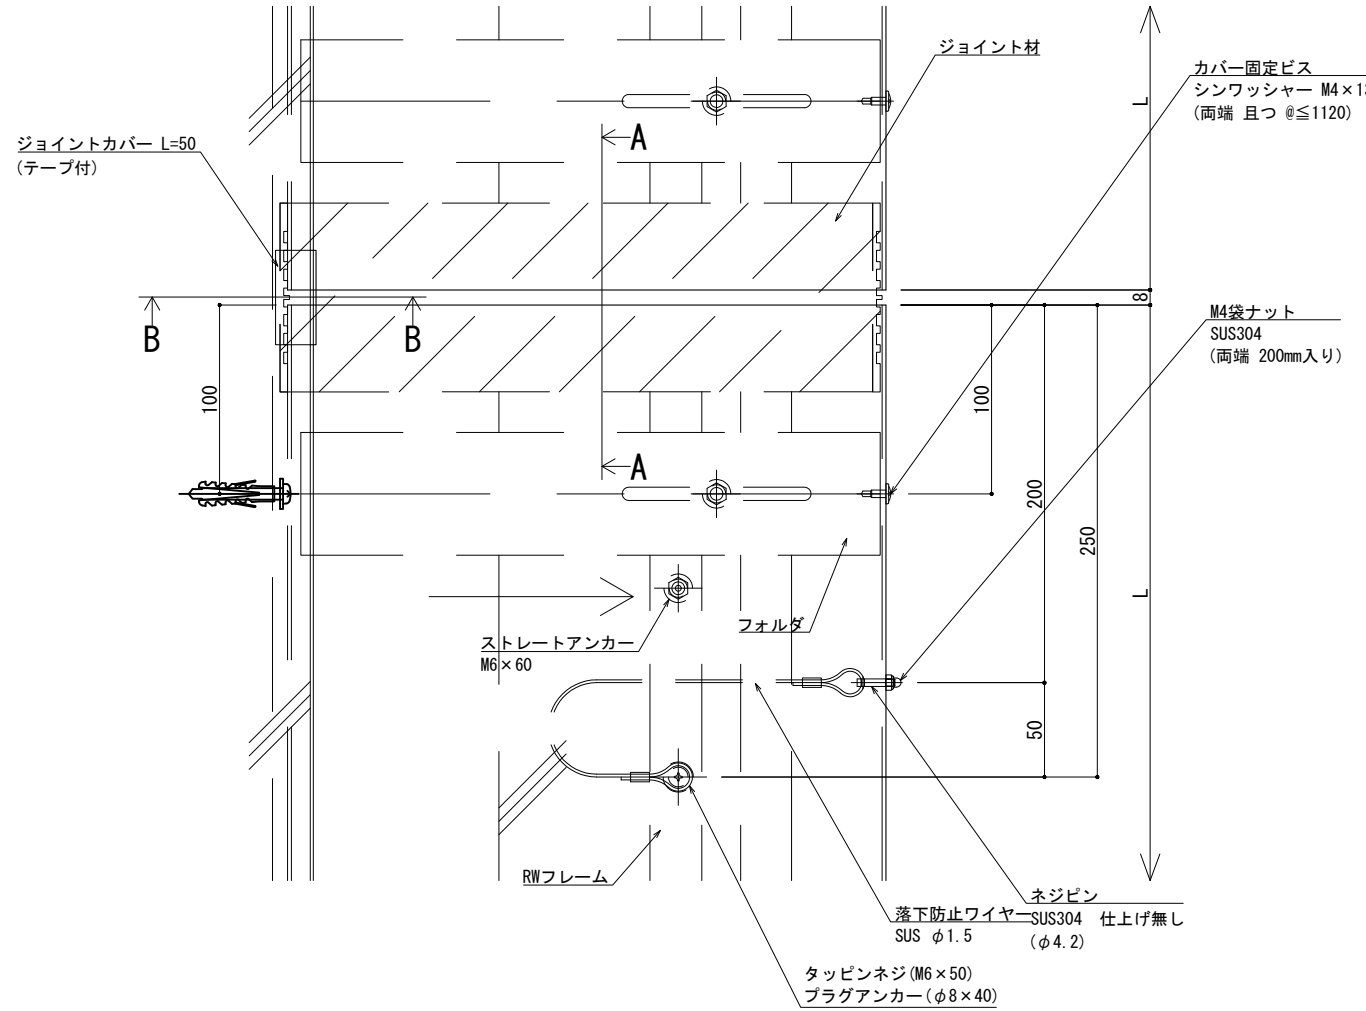 ジョイント材
カバー固定ビス
シンワッシャー M4×13
(両端 且つ @≦1120)
ジョイントカバー L=50
(テープ付)
A
L
B
B
8
M4袋ナット
SUS304
(両端 200mm入り)
100
100
A
200
250
L
ストレートアンカー
M6×60
フォルダ
50
RWフレーム
落下防止ワイヤー
SUS φ1.5
ネジピン
SUS304 仕上げ無し
(φ4.2)
タッピンネジ(M6×50)
プラグアンカー(φ8×40)